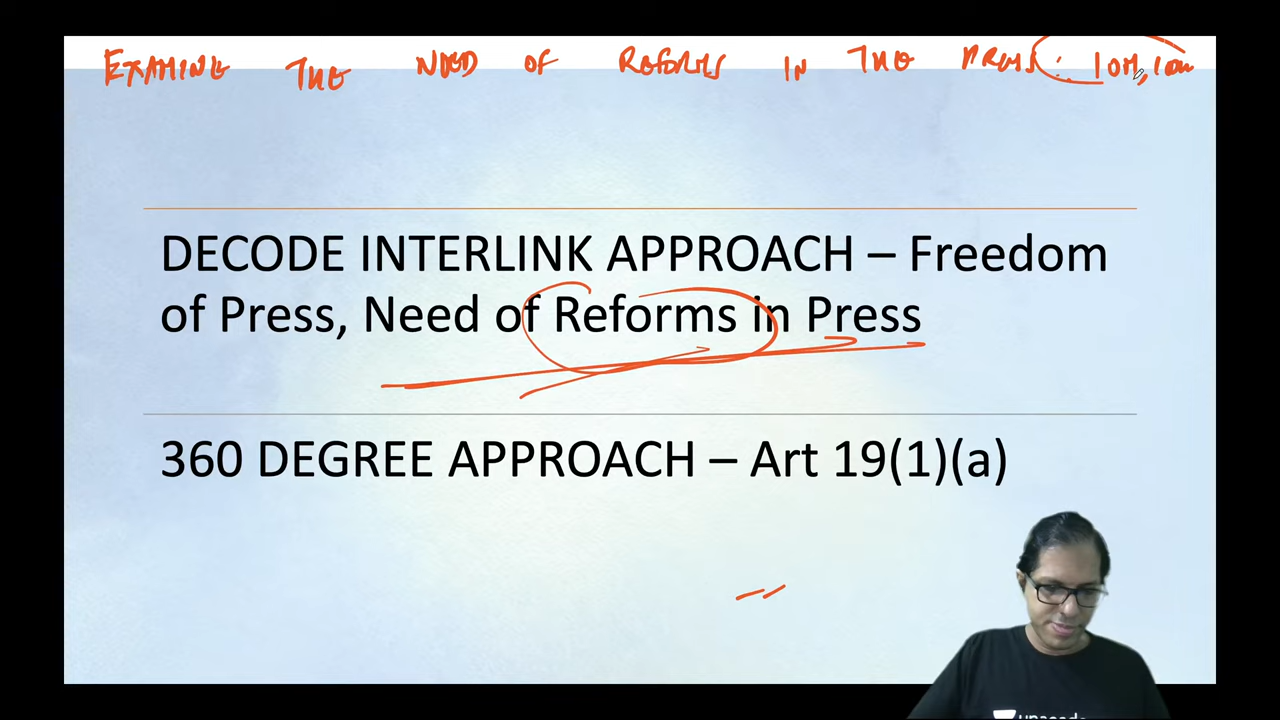 EXAMINE THE NEED OF REFORMS IN THE PRESS : 10M,
DECODE INTERLINK APPROACH – Freedom
of Press, Need of Reforms in Press
360 DEGREE APPROACH – Art 19(1)(a)